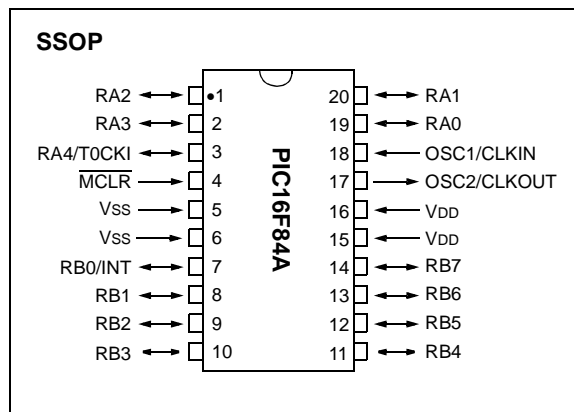 SSOP
RA2 •1 20 RA1
RA3 2 19 RA0
RA4/T0CKI 3 18 OSC1/CLKIN
MCLR 4 17 OSC2/CLKOUT
VSS 5 16 VDD
VSS 6 15 VDD
RB0/INT 7 14 RB7
RB1 8 13 RB6
RB2 9 12 RB5
RB3 10 11 RB4
PIC16F84A